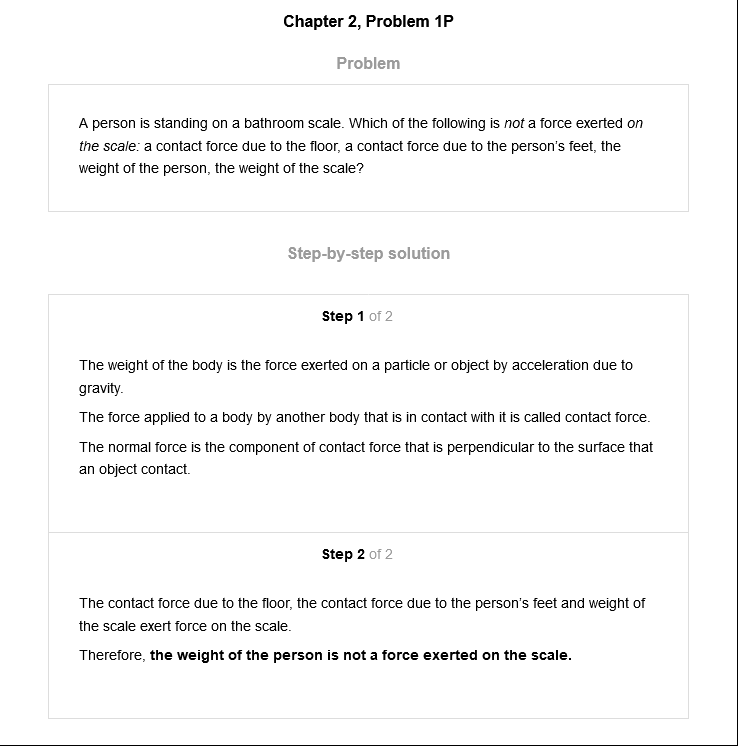 Chapter 2, Problem 1P
Problem
A person is standing on a bathroom scale. Which of the following is not a force exerted on
the scale: a contact force due to the floor, a contact force due to the person's feet, the
weight of the person, the weight of the scale?
Step-by-step solution
Step 1 of 2
The weight of the body is the force exerted on a particle or object by acceleration due to
gravity.
The force applied to a body by another body that is in contact with it is called contact force.
The normal force is the component of contact force that is perpendicular to the surface that
an object contact.
Step 2 of 2
The contact force due to the floor, the contact force due to the person's feet and weight of
the scale exert force on the scale.
Therefore, the weight of the person is not a force exerted on the scale.